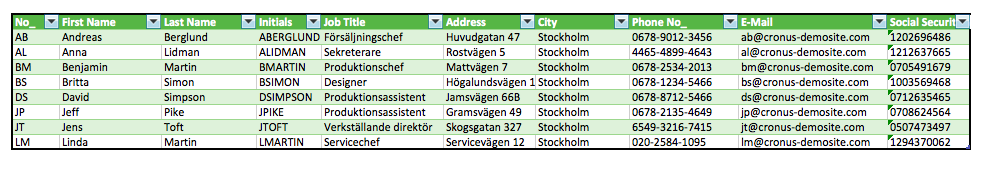 No_ First Name Last Name Initials Job Title Address City Phone No_ E-Mail Social Securit
AB Andreas Berglund ABERGLUND Försäljningschef Huvudgatan 47 Stockholm 0678-9012-3456 ab@cronus-demosite.com 1202696486
AL Anna Lidman ALIDMAN Sekreterare Rostvägen 5 Stockholm 4465-4899-4643 al@cronus-demosite.com 1212637665
BM Benjamin Martin BMARTIN Produktionschef Mattvägen 7 Stockholm 0678-2534-2013 bm@cronus-demosite.com 0705491679
BS Britta Simon BSIMON Designer Högalundsvägen 1 Stockholm 0678-1234-5466 bs@cronus-demosite.com 1003569468
DS David Simpson DSIMPSON Produktionsassistent Jamsvägen 66B Stockholm 0678-8712-5466 ds@cronus-demosite.com 0712635465
JP Jeff Pike JPIKE Produktionsassistent Gramsvägen Stockholm 0678-2135-4649 jp@cronus-demosite.com 0708624564
JT Jens Toft JTOFT Verkställande direktör Skogsgatan 327 Stockholm 6549-3216-7415 jt@cronus-demosite.com 0507473497
LM Linda Martin LMARTIN Servicechef Servicevägen 12 Stockholm 020-2584-1095 lm@cronus-demosite.com 1294370062